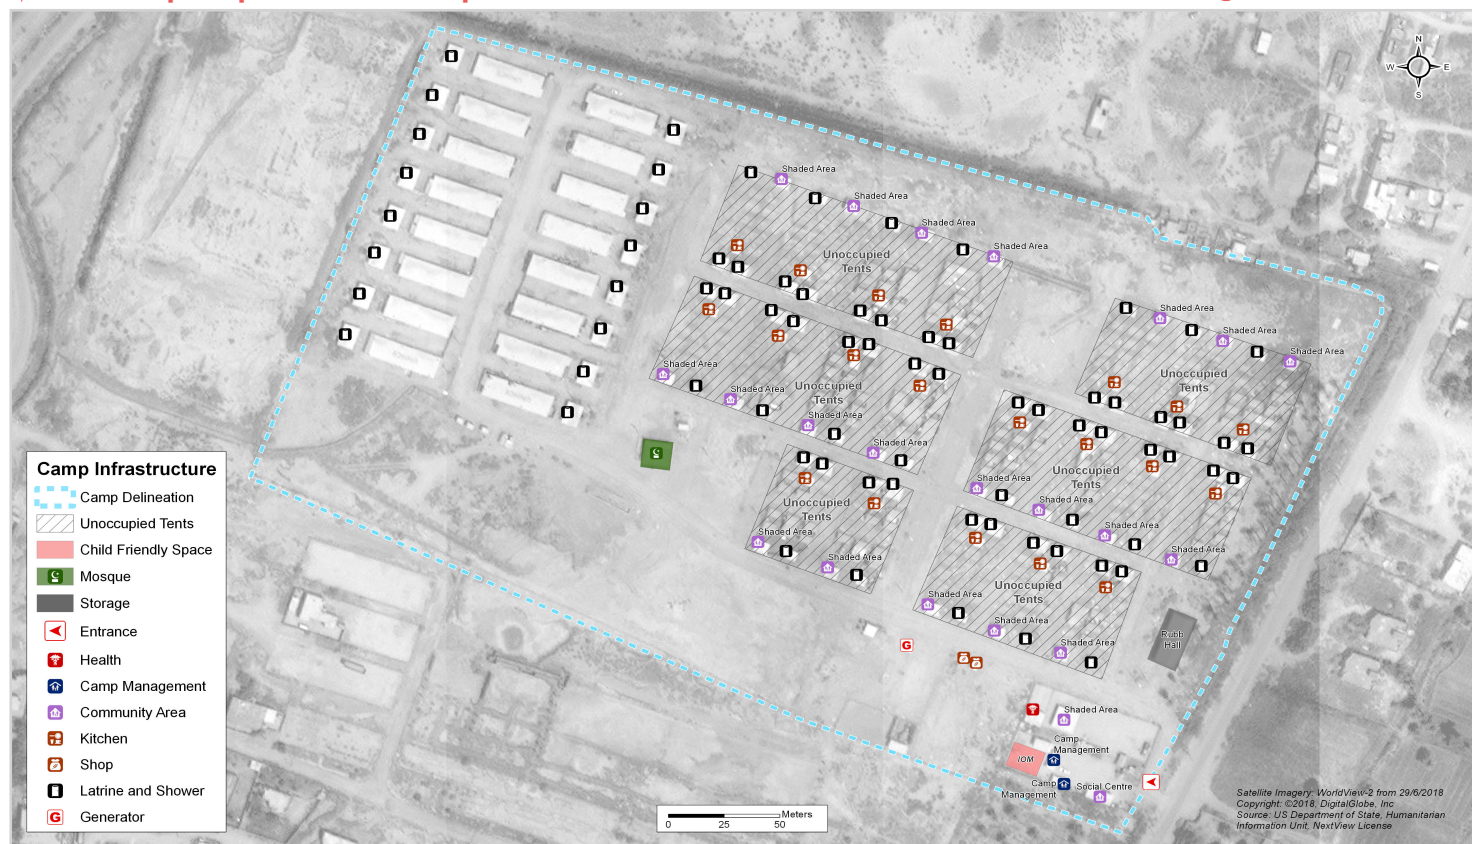 N
W E
S
Shaded Area
Shaded Area
Shaded Area
Shaded Area
Unoccupied
Tents
Shaded Area
Shaded Area
Shaded Area
Unoccupied
Tents
Shaded Area
Shaded Area
Shaded Area
Shaded Area
Unoccupied
Tents
Shaded Area
Shaded Area
Shaded Area
Shaded Area
Unoccupied
Tents
Shaded Area
Shaded Area
Unoccupied
Tents
Shaded Area
Shaded Area
Shaded Area
Unoccupied
Tents
Rubb
Hall
G
Shaded Area
Camp
Management
IOM
Camp
Management
Social Centre
Camp Infrastructure
Camp Delineation
Unoccupied Tents
Child Friendly Space
Mosque
Storage
Entrance
Health
Camp Management
Community Area
Kitchen
Shop
Latrine and Shower
G Generator
Meters
0 25 50
Satellite Imagery: WorldView-2 from 29/6/2018
Copyright: ©2018, DigitalGlobe, Inc
Source: US Department of State, Humanitarian
Information Unit, NextView License